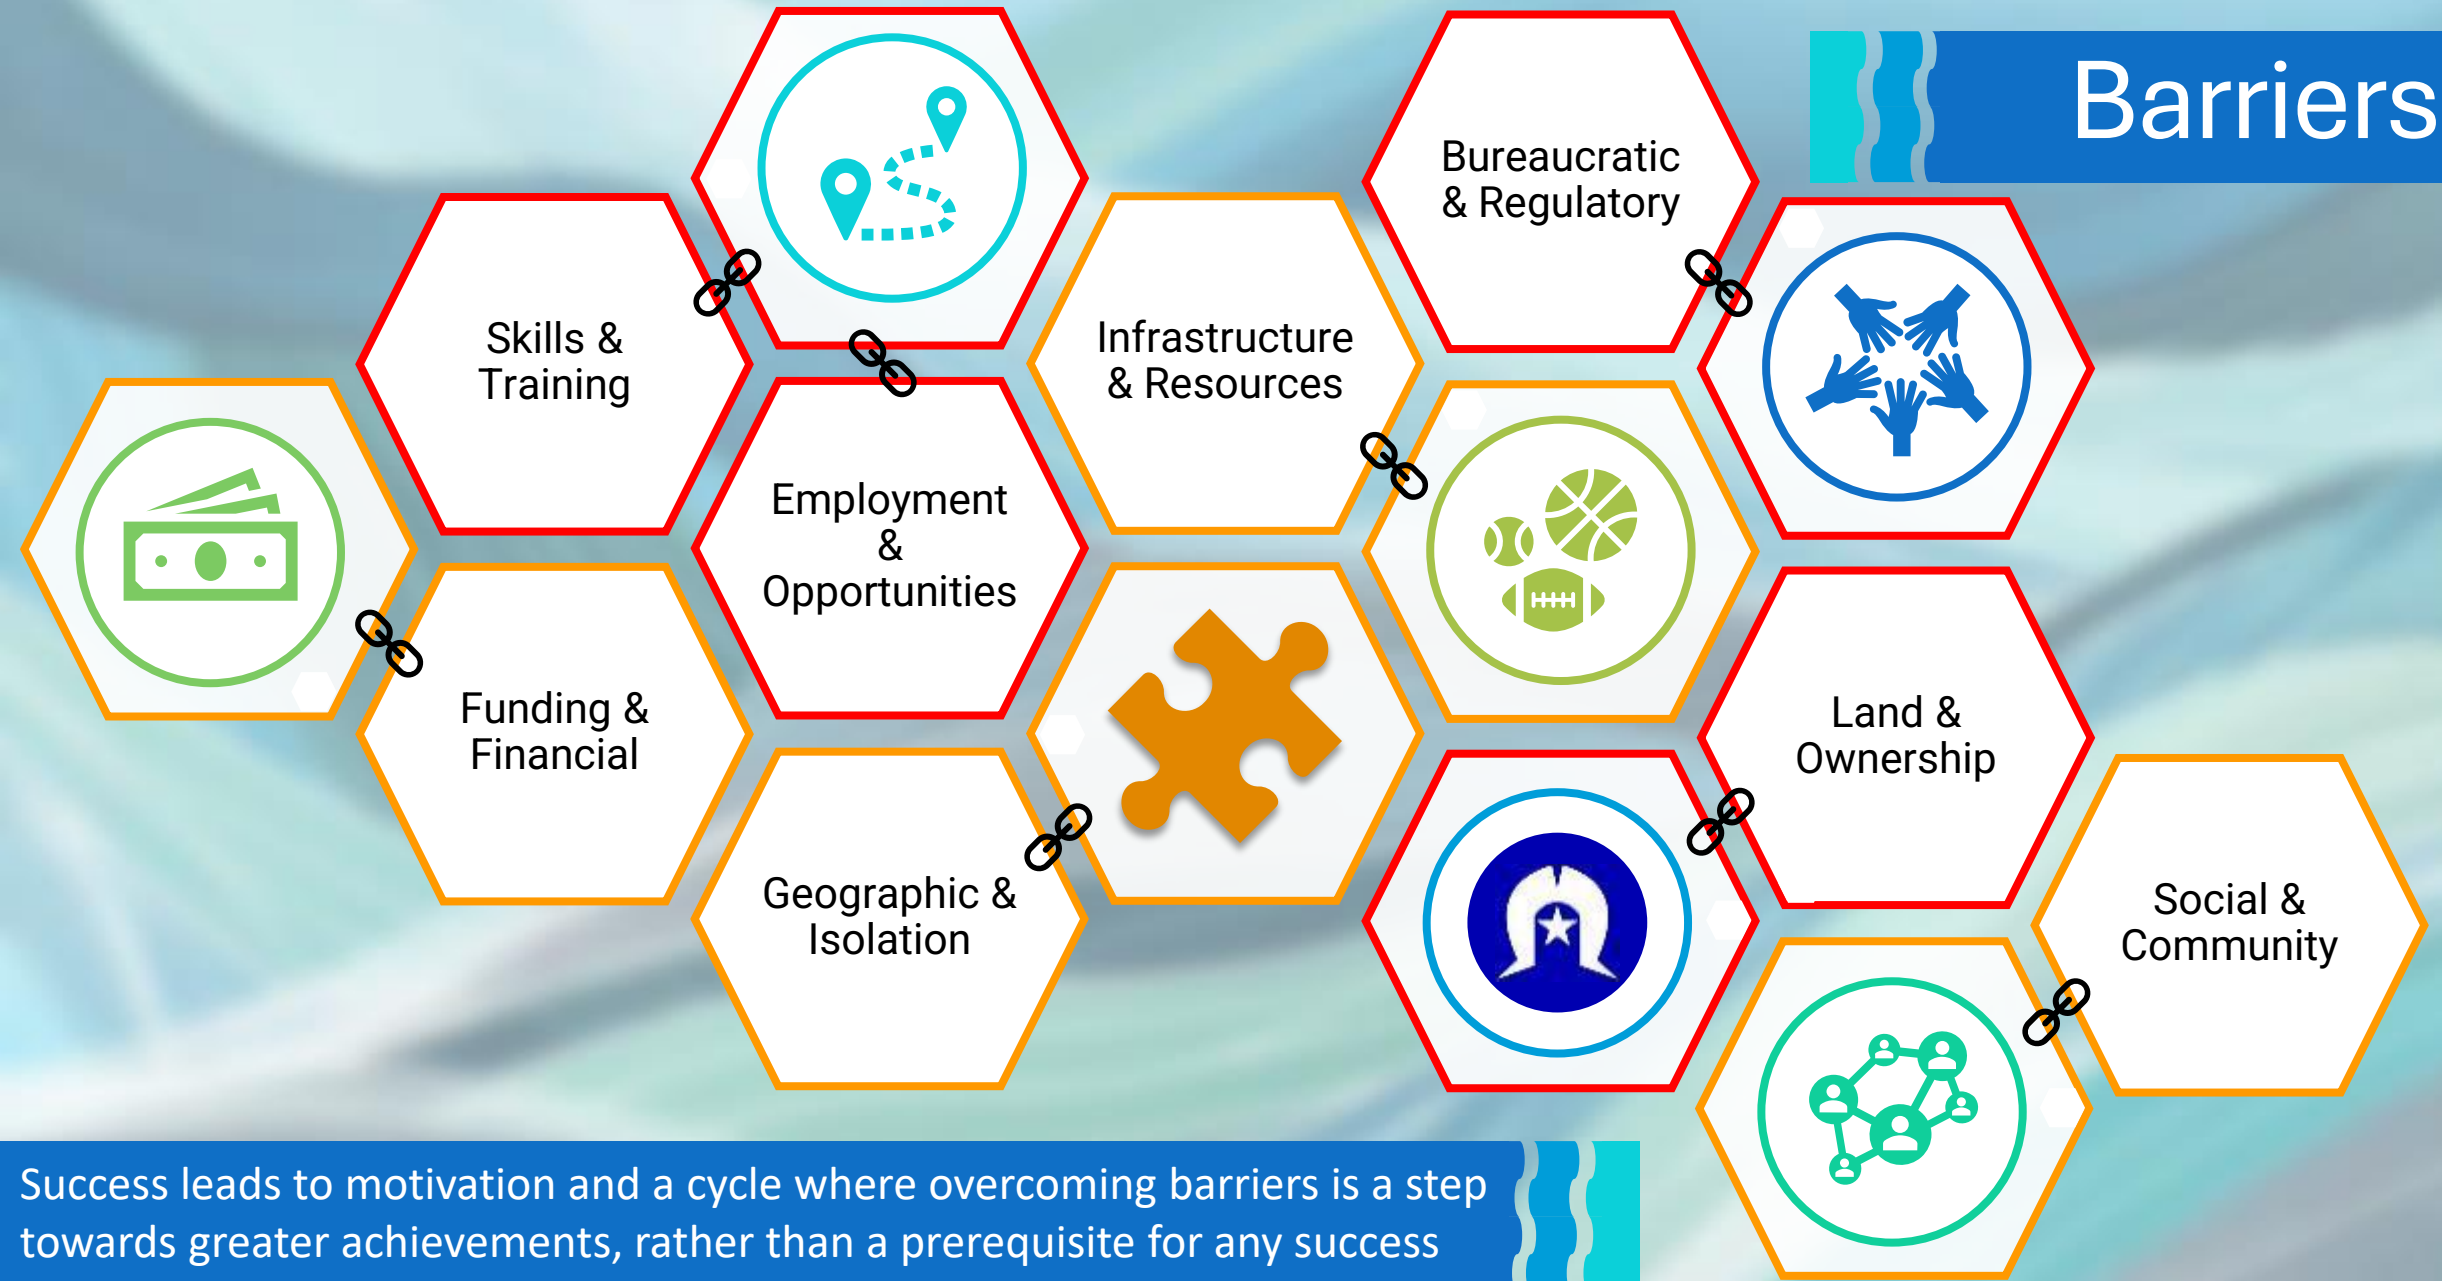 Barriers
Bureaucratic
& Regulatory
Skills &
Training
Infrastructure
& Resources
Employment
&
Opportunities
Funding &
Financial
Land &
Ownership
Geographic &
Isolation
Social &
Community
Success leads to motivation and a cycle where overcoming barriers is a step
towards greater achievements, rather than a prerequisite for any success